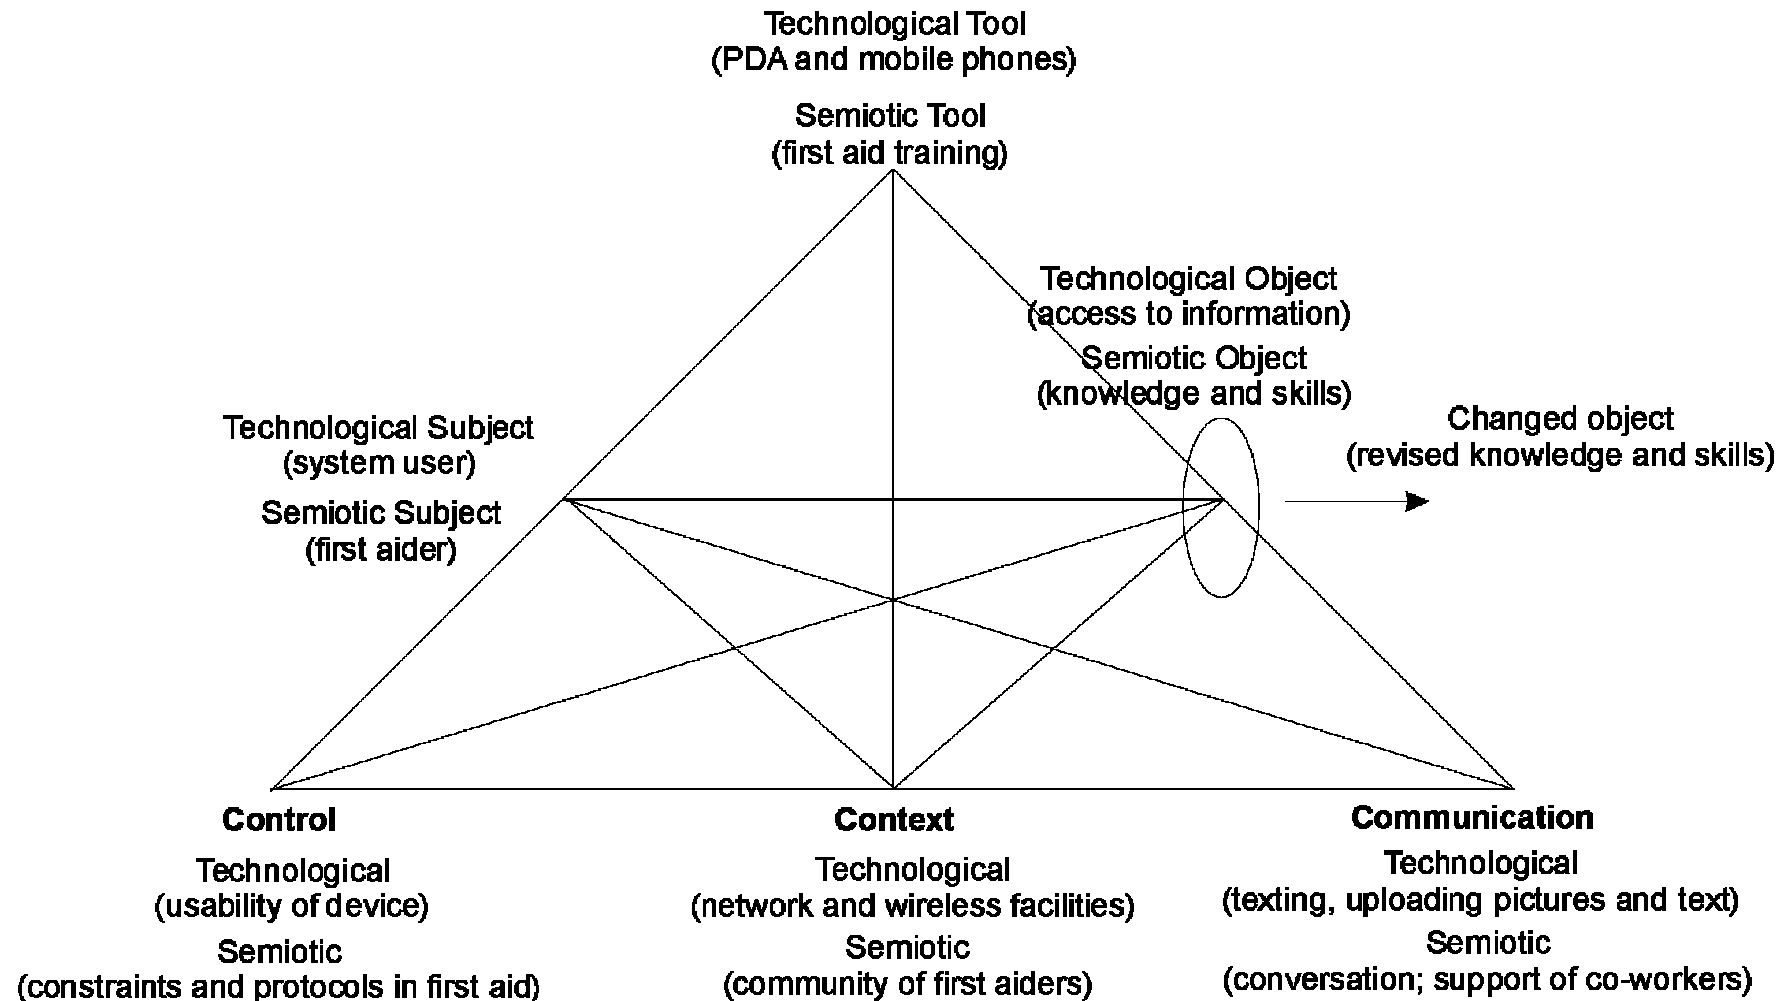 Technological Tool
(PDA and mobile phones)
Semiotic Tool
(first aid training)
Technological Object
(access to information)
Semiotic Object
(knowledge and skills)
Changed object
(revised knowledge and skills)
Technological Subject
(system user)
Semiotic Subject
(first aider)
Control
Technological
(usability of device)
Semiotic
(constraints and protocols in first aid)
Context
Technological
(network and wireless facilities)
Semiotic
(community of first aiders)
Communication
Technological
(texting, uploading pictures and text)
Semiotic
(conversation; support of co-workers)